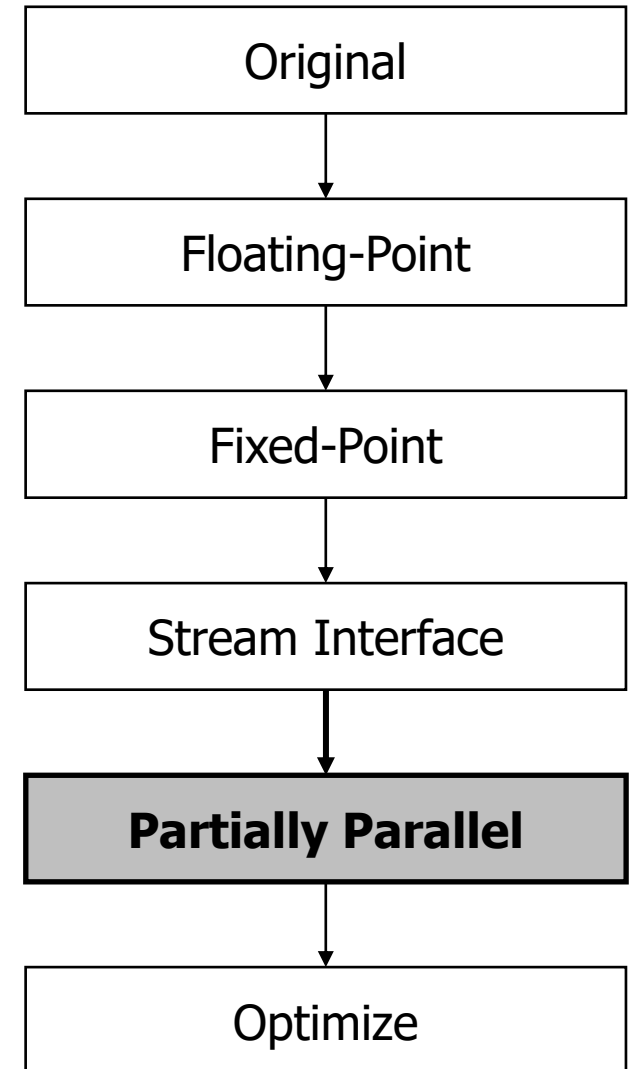 Original
Floating-Point
Fixed-Point
Stream Interface
Partially Parallel
Optimize